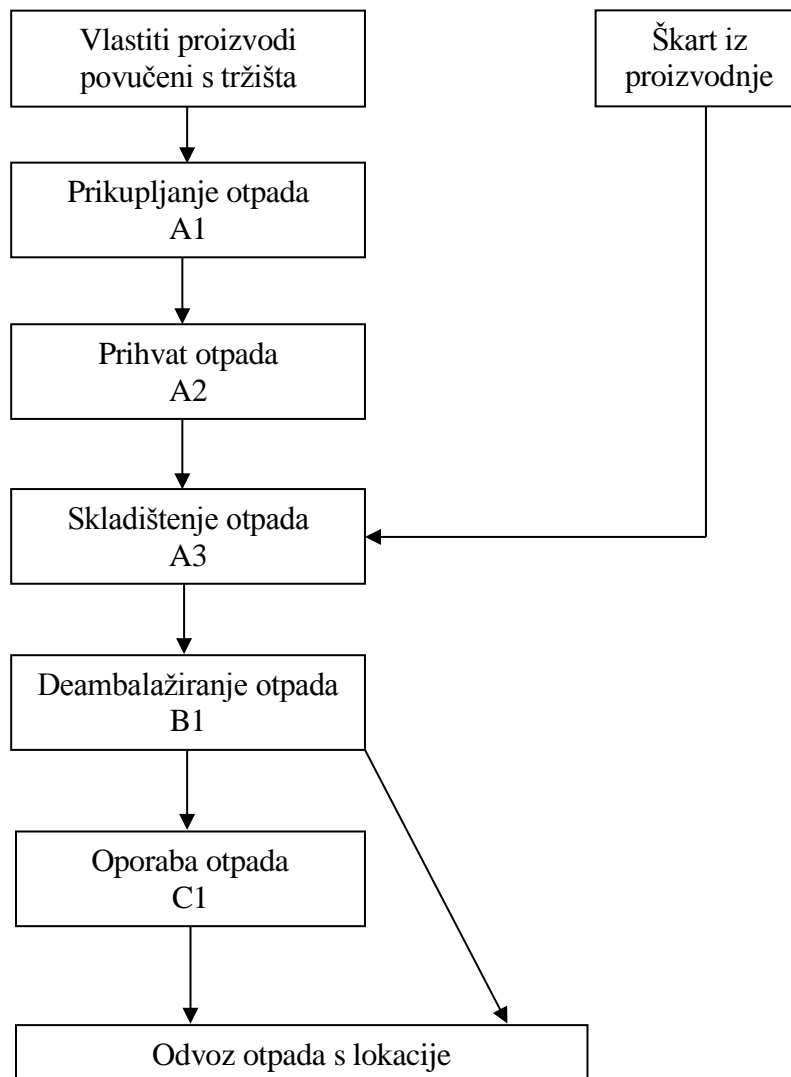 Vlastiti proizvodi
povučeni s tržišta
Škart iz
proizvodnje
Prikupljanje otpada
A1
Prihvat otpada
A2
Skladištenje otpada
A3
Deambalažiranje otpada
B1
Oporaba otpada
C1
Odvoz otpada s lokacije